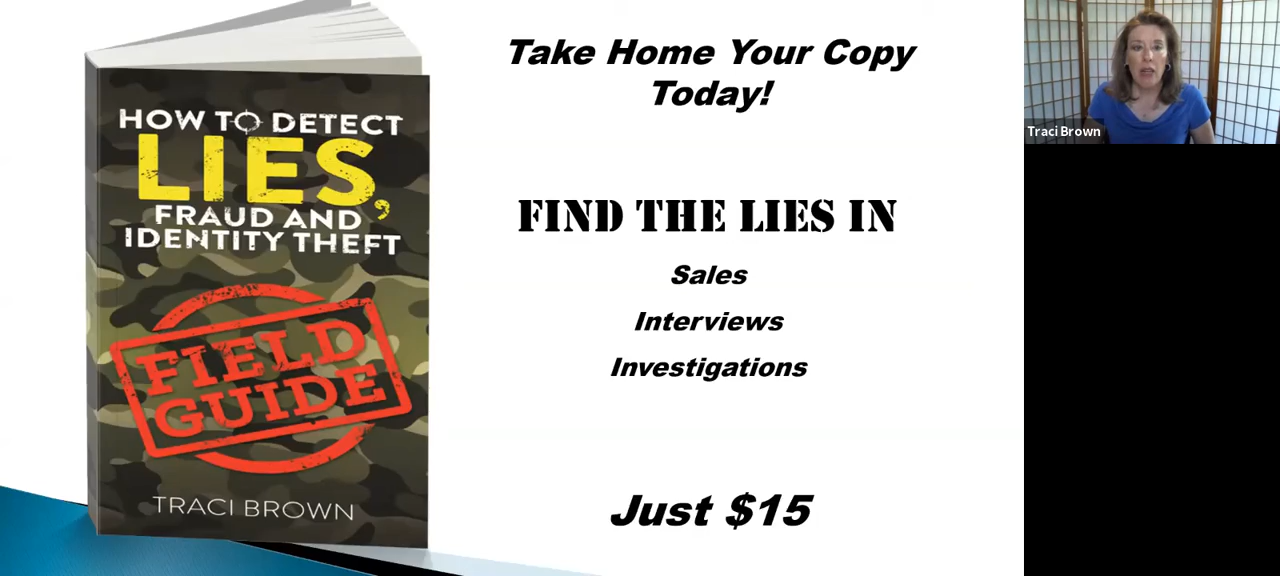 HOW TO DETECT
LIES,
FRAUD AND
IDENTITY THEFT
FIELD
GUIDE
TRACI BROWN
Take Home Your Copy
Today!
FIND THE LIES IN
Sales
Interviews
Investigations
Just $15
Traci Brown